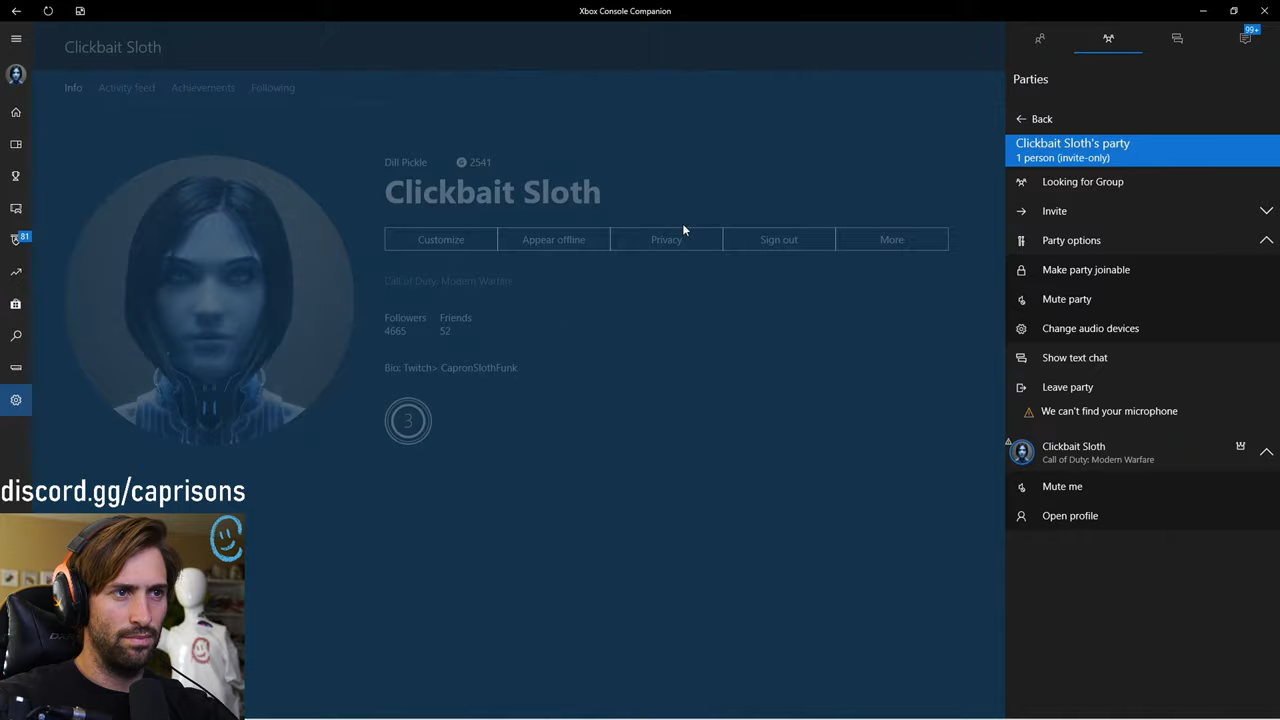 Xbox Console Companion
Clickbait Sloth
Info Activity feed Achievements Following
Dill Pickle G 2541
Clickbait Sloth
Customize Appear offline Privacy Sign out More
Call of Duty: Modern Warfare
Followers Friends
4665 52
Bio: Twitch> CapronSlothFunk
3
81
99+
Parties
Back
Clickbait Sloth's party
1 person (invite-only)
Looking for Group
Invite
Party options
Make party joinable
Mute party
Change audio devices
Show text chat
Leave party
We can't find your microphone
Clickbait Sloth
Call of Duty: Modern Warfare
Mute me
Open profile
discord.gg/caprisons